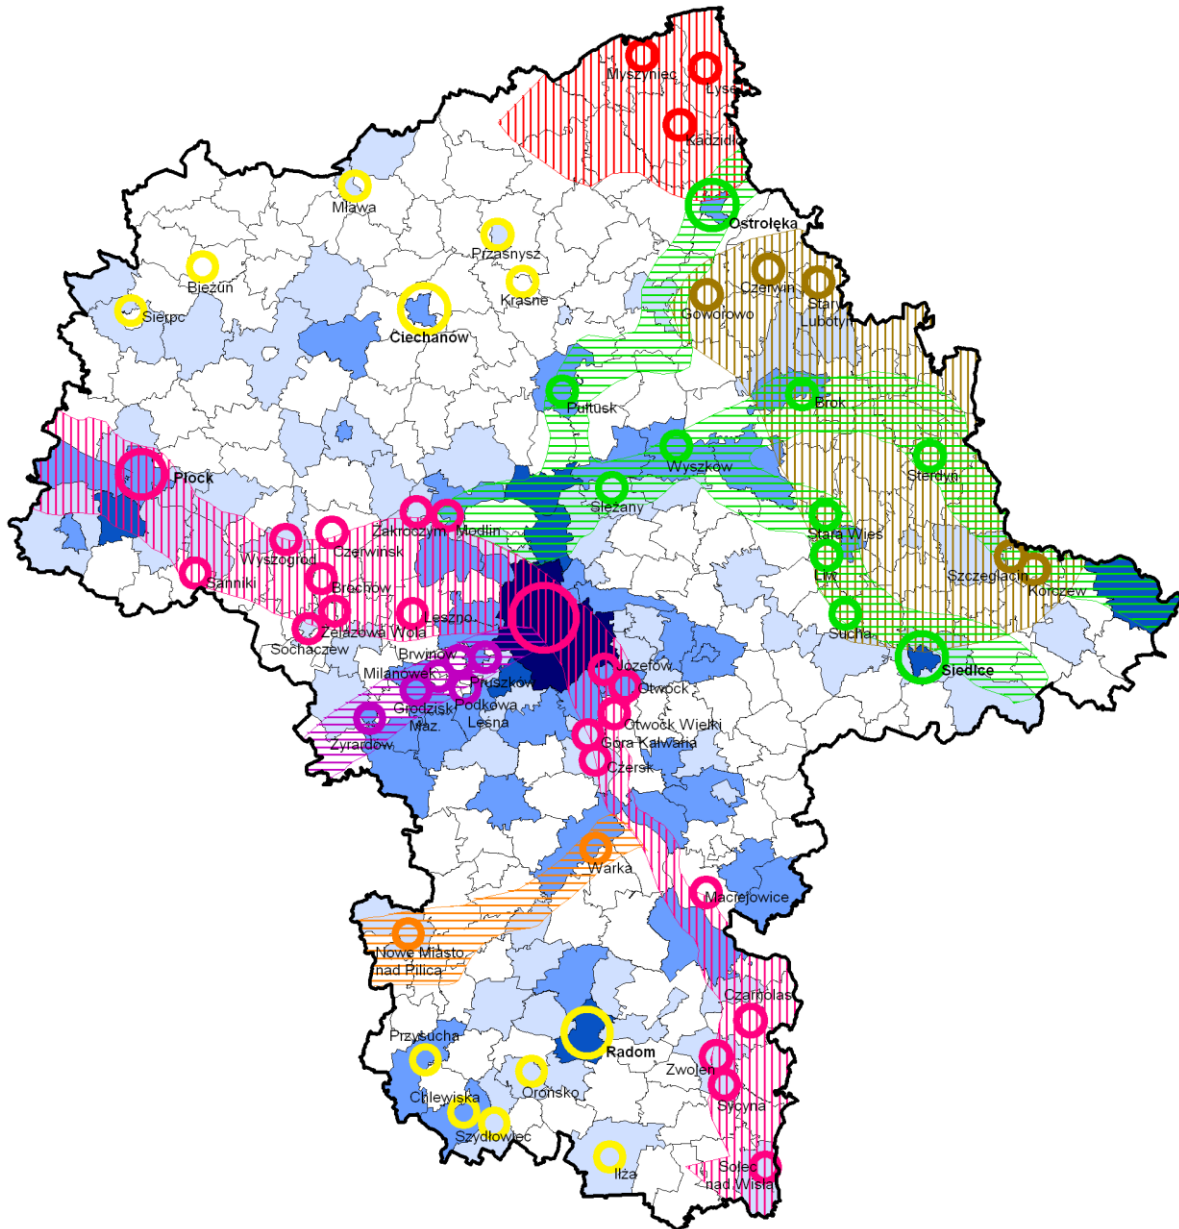 Myszyniec
Łyse
Kadzidło
Ostrołęka
Mława
Przasnysz
Czerwin
Bieżuń
Krasne
Goworowo
Stary
Lubotyń
Sierpc
Ciechanów
Pułtusk
Brok
Wyszków
Sterdyń
Płock
Ślężany
Zakroczym
Modlin
Stara Wieś
Wyszogród
Czerwińsk
Liw
Szczeglacin
Korczew
Sanniki
Brochów
Żelazowa Wola
Leszno
Sucha
Sochaczew
Brwinów
Józefów
Siedlce
Milanówek
Pruszków
Otwock
Grodzisk
Maz.
Podkowa
Leśna
Otwock Wielki
Żyrardów
Góra Kalwaria
Czersk
Warka
Maciejowice
Nowe Miasto
nad Pilicą
Czarnolas
Przysucha
Radom
Zwoleń
Chlewiska
Orońsko
Sycyna
Szydłowiec
Iłża
Solec
nad Wisłą